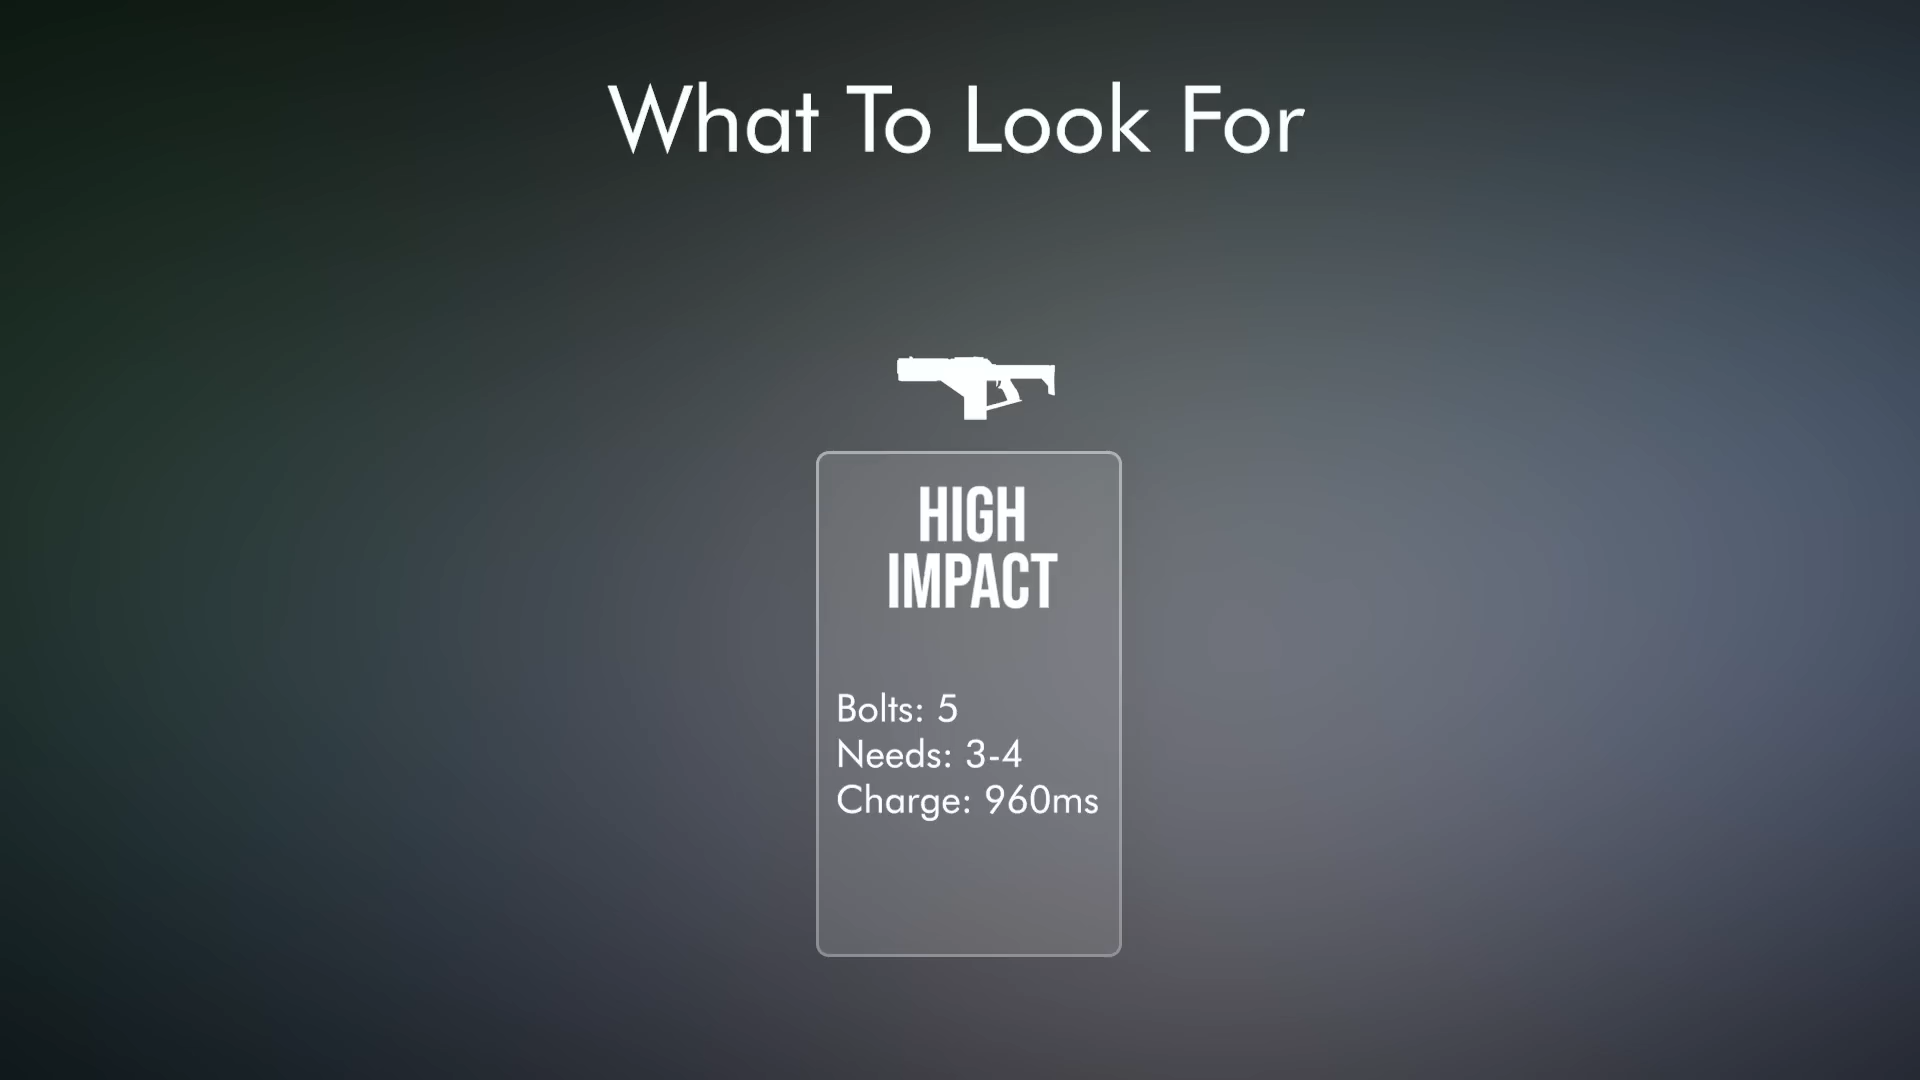 What To Look For
HIGH
IMPACT
Bolts: 5
Needs: 3-4
Charge: 960ms